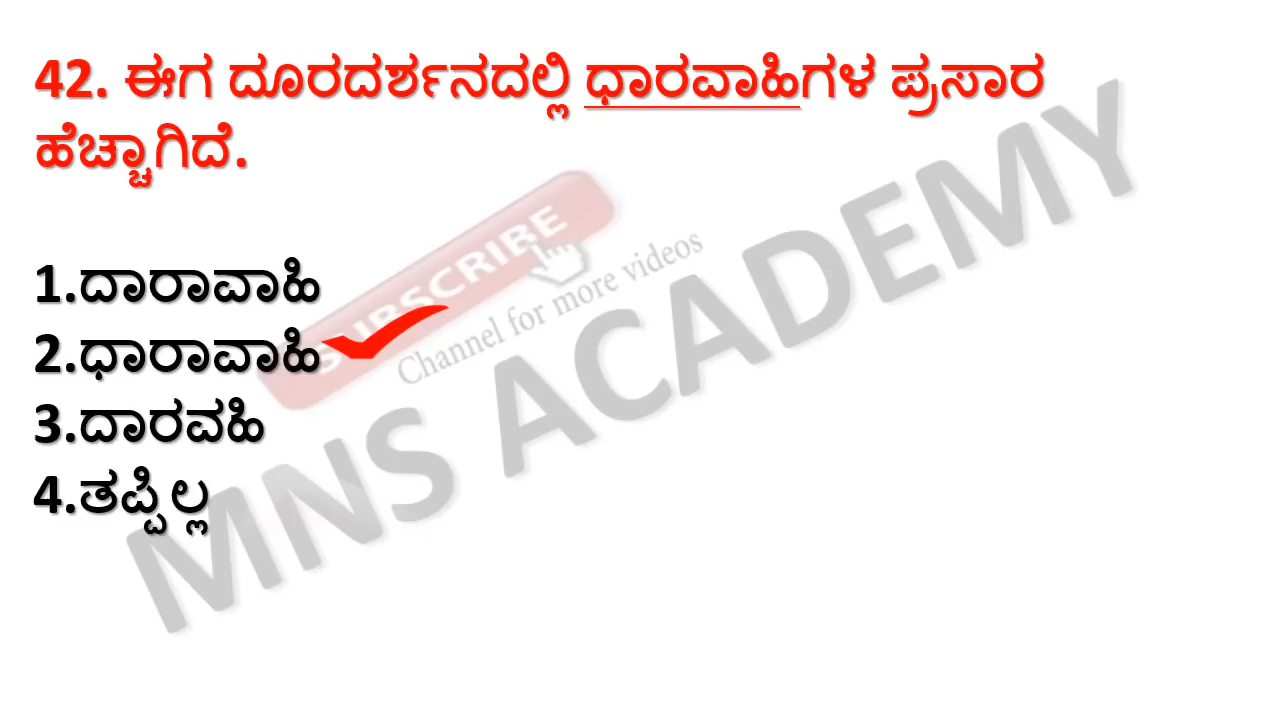 42. ಈಗ ದೂರದರ್ಶನದಲ್ಲಿ ಧಾರವಾಹಿಗಳ ಪ್ರಸಾರ
ಹೆಚ್ಚಾಗಿದೆ.
SUBSCRIBE
Channel for more videos
MNS ACADEMY
1.ದಾರಾವಾಹಿ
2.ಧಾರಾವಾಹಿ
3.ದಾರವಹಿ
4.ತಪ್ಪಿಲ್ಲ